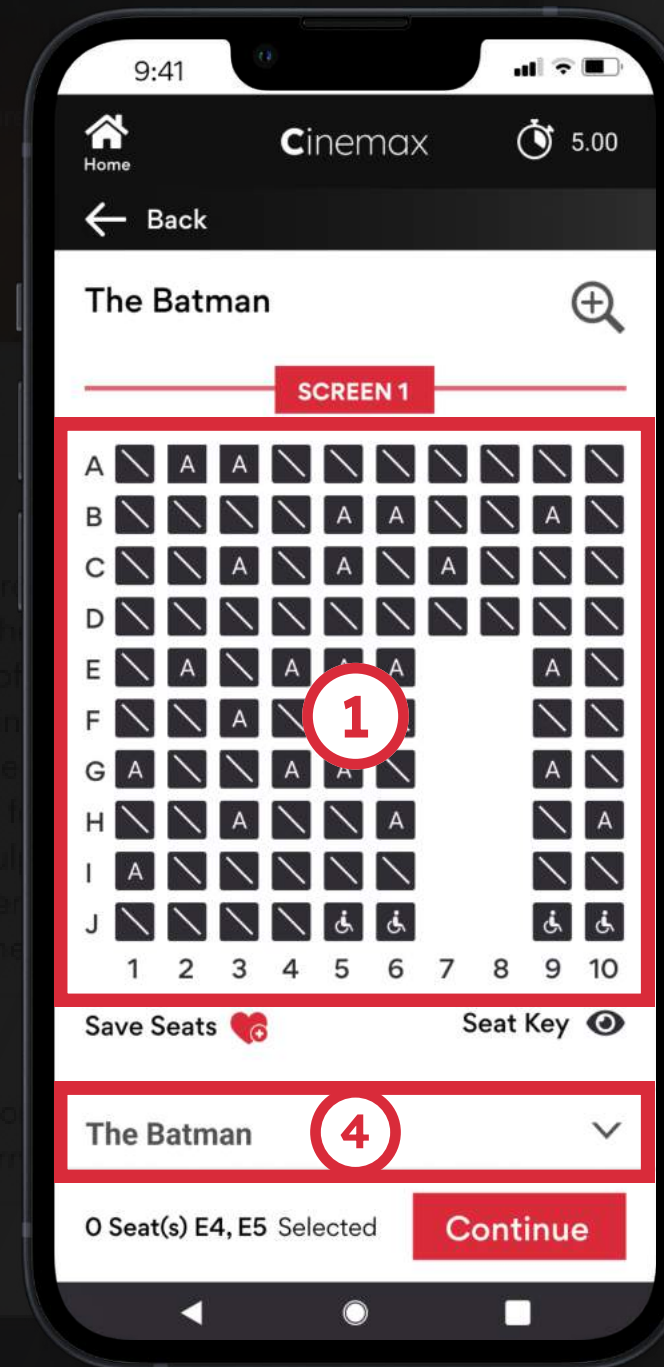 9:41
Home
Cinemax
5.00
Back
The Batman
SCREEN 1
A A A
B A A A
C A A A
D
E A A A A A
F A
G A A A A
H A A A
I A
J
1 2 3 4 5 6 7 8 9 10
1
Save Seats
Seat Key
The Batman
4
0 Seat(s) E4, E5 Selected
Continue